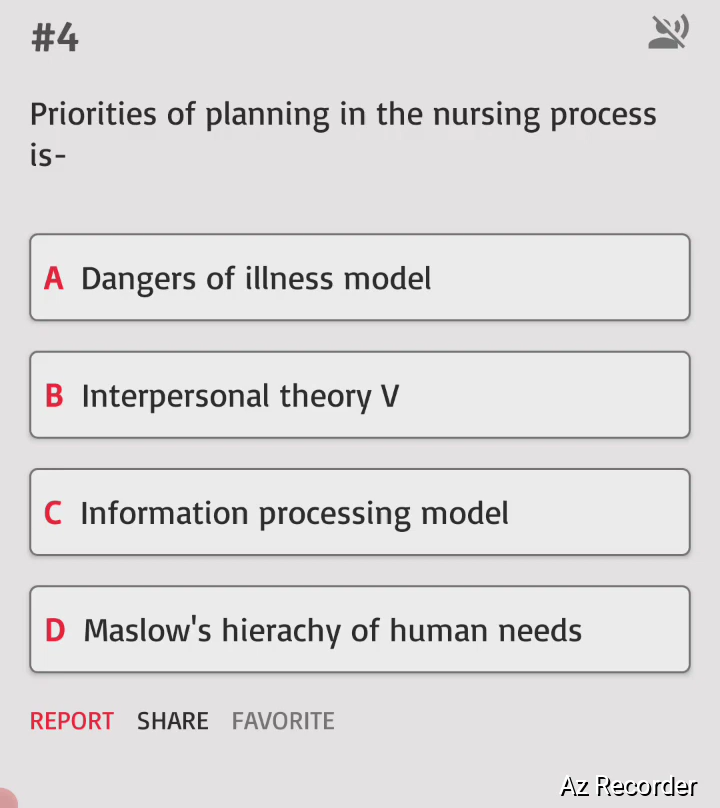 #4
Priorities of planning in the nursing process
is-
A Dangers of illness model
B Interpersonal theory V
C Information processing model
D Maslow's hierachy of human needs
REPORT SHARE FAVORITE
Az Recorder